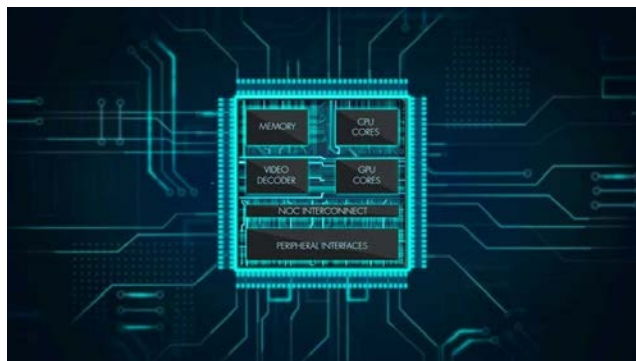 MEMORY
CPU
CORES
VIDEO
DECODER
GPU
CORES
NOC INTERCONNECT
PERIPHERAL INTERFACES